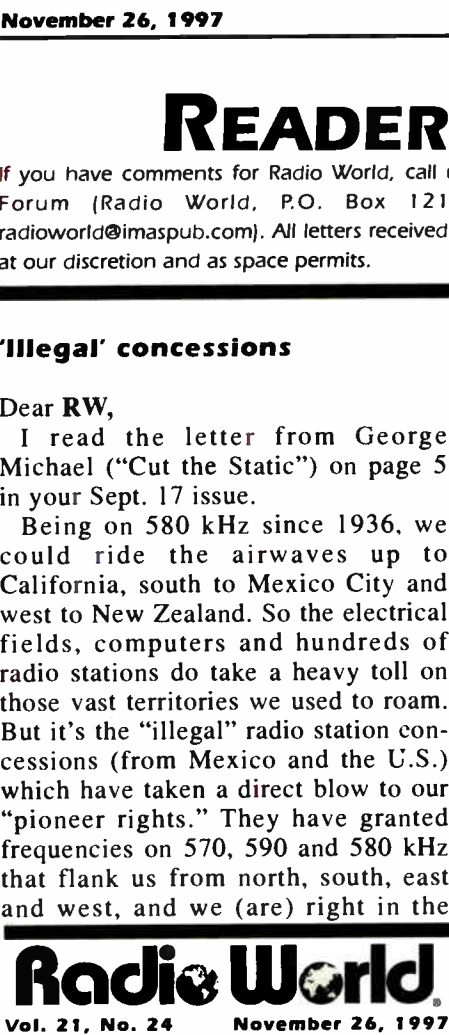 November 26, 1997
READER
If you have comments for Radio World, call
Forum (Radio World, P.O. Box 121
radioworld@imaspub.com). All letters received
at our discretion and as space permits.
'Illegal' concessions
Dear RW,
I read the letter from George
Michael (“Cut the Static”) on page 5
in your Sept. 17 issue.
Being on 580 kHz since 1936, we
could ride the airwaves up to
California, south to Mexico City and
west to New Zealand. So the electrical
fields, computers and hundreds of
radio stations do take a heavy toll on
those vast territories we used to roam.
But it's the “illegal” radio station con-
cessions (from Mexico and the U.S.)
which have taken a direct blow to our
“pioneer rights.” They have granted
frequencies on 570, 590 and 580 kHz
that flank us from north, south, east
and west, and we (are) right in the
Radio World®
Vol. 21, No. 24 November 26, 1997